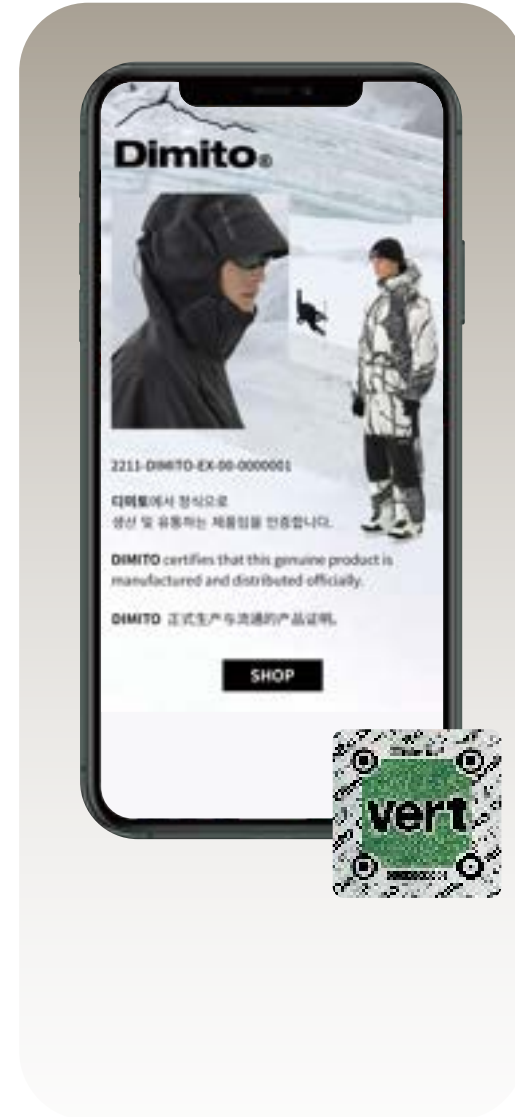 Dimito®
2211-DIMITO-EX-00-0000001
디미토에서 정식으로
생산 및 유통하는 제품임을 인증합니다.
DIMITO certifies that this genuine product is
manufactured and distributed officially.
DIMITO 正式生产与流通的产品证明。
SHOP
vert